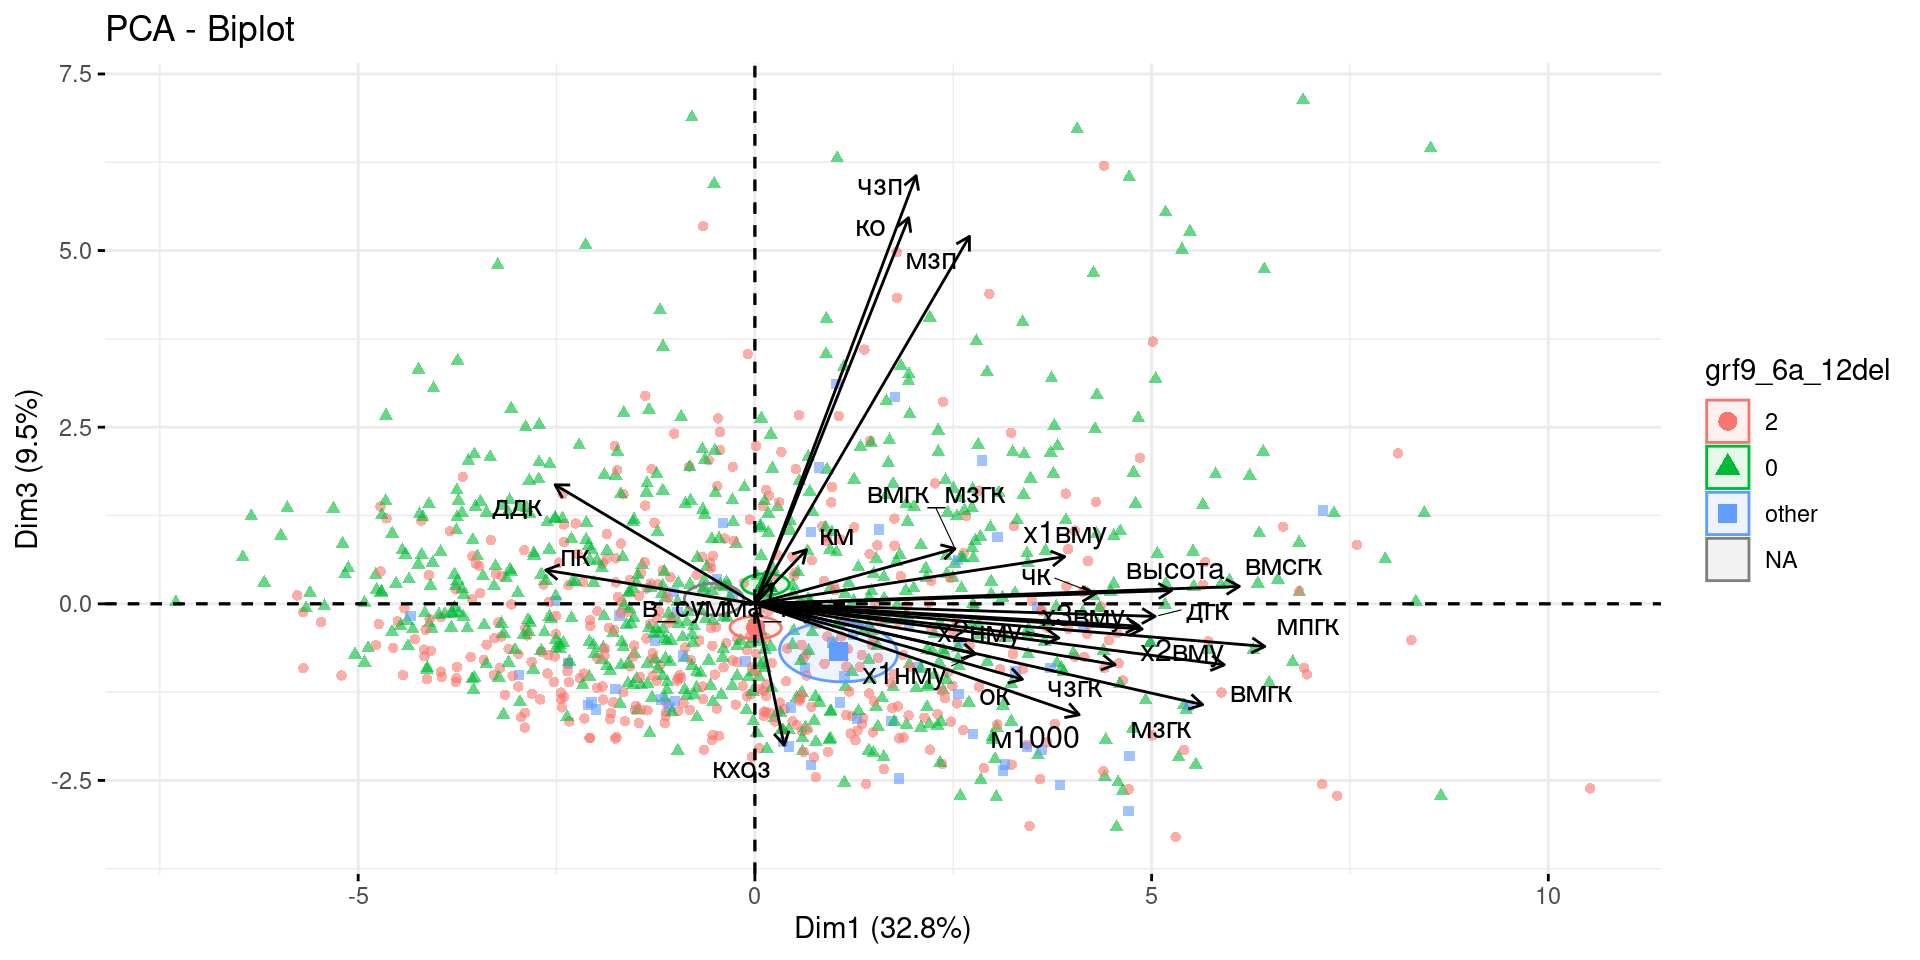 PCA - Biplot
7.5
5.0
2.5
0.0
-2.5
Dim3 (9.5%)
-5
0
5
10
Dim1 (32.8%)
чзп
ко
мзп
ддк
пк
км
вмгк_мзгк
х1вму
чк
высота
вмсгк
в_сумма_
х3вму
дгк
мпгк
х2нму
х2вму
х1нму
ок
чзгк
вмгк
м1000
мзгк
кхоз
grf9_6a_12del
2
0
other
NA